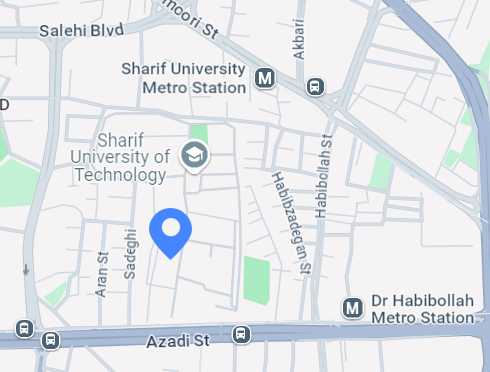 Salehi Blvd
Akbari
Sharif University
Metro Station
M
D
Sharif
University of
Technology
Habibollah St
Habibzadegan St
Sadeghi
Aran St
M
Dr Habibollah
Metro Station
Azadi St